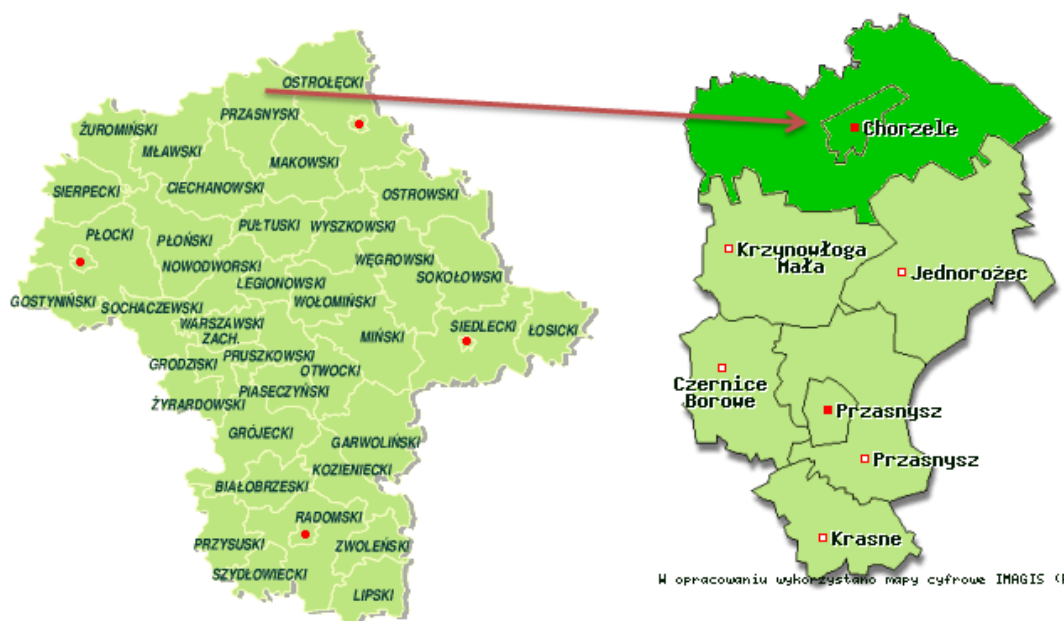 OSTROŁĘCKI
PRZASNYSKI
ŻUROMIŃSKI
MŁAWSKI
MAKOWSKI
SIERPECKI
CIECHANOWSKI
OSTROWSKI
PŁOCKI
PŁOŃSKI
PUŁTUSKI
WYSZKOWSKI
NOWODWORSKI
WĘGROWSKI
SOKOŁOWSKI
LEGIONOWSKI
GOSTYNIŃSKI
SOCHACZEWSKI
WOŁOMIŃSKI
WARSZAWSKI
ZACH.
MIŃSKI
SIEDLECKI
ŁOSICKI
GRODZISKI
PRUSZKOWSKI
OTWOCKI
PIASECZYŃSKI
ŻYRARDOWSKI
GRÓJECKI
GARWOLIŃSKI
KOZIENICKI
BIAŁOBRZESKI
RADOMSKI
PRZYSUSKI
ZWOLEŃSKI
SZYDŁOWIECKI
LIPSKI
Chorzele
Krzynowłoga
Mała
Jednorożec
Czernice
Borowe
Przasnysz
Przasnysz
Krasne
W opracowaniu wykorzystano mapy cyfrowe IMAGIS (